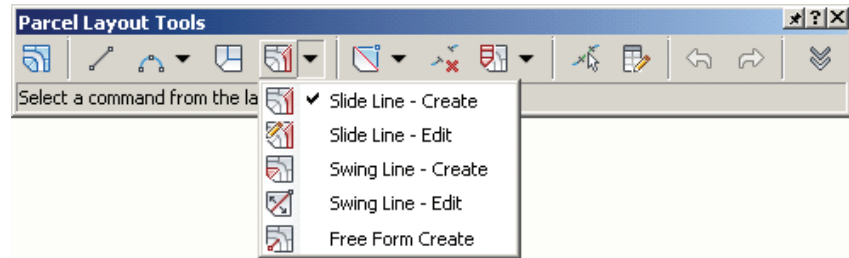 Parcel Layout Tools
Select a command from the la
Slide Line - Create
Slide Line - Edit
Swing Line - Create
Swing Line - Edit
Free Form Create